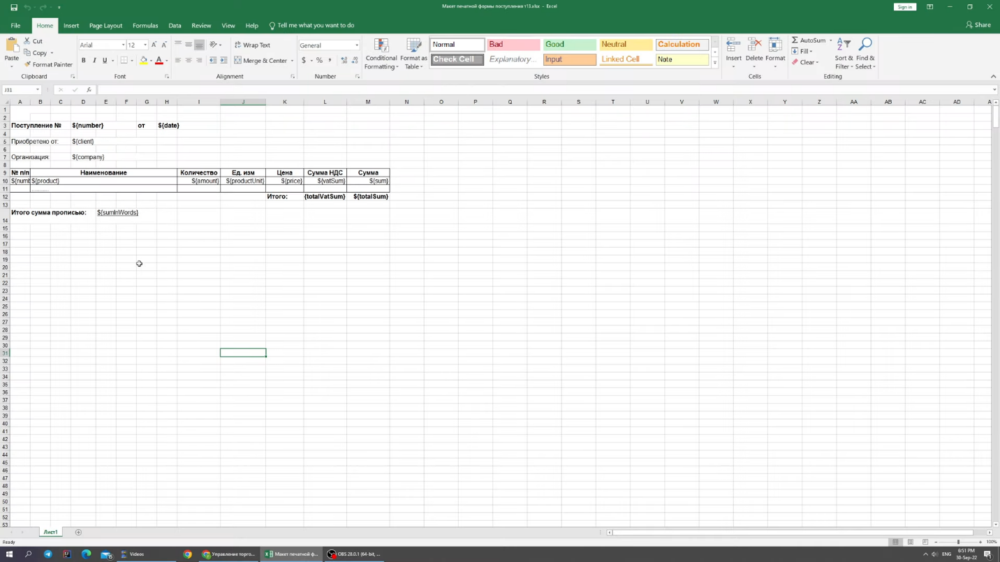 Макет печатной формы поступления т13.xlsx - Excel
Sign in
File Home Insert Page Layout Formulas Data Review View Help Tell me what you want to do Share
Paste
Cut
Copy
Format Painter
Clipboard
Arial 12
B I U
Font
Wrap Text
Merge & Center
Alignment
General
$ %
Number
Conditional Formatting
Format as Table
Normal Bad Good Neutral Calculation
Check Cell Explanatory... Input Linked Cell Note
Styles
Insert Delete Format
Cells
AutoSum
Fill
Clear
Sort & Filter
Find & Select
Editing
J31 fx
A B C D E F G H I J K L M N O P Q R S T U V W X Y Z AA AB AC AD A
1
2
3 Поступление № ${number} от ${date}
4
5 Приобретено от: ${client}
6
7 Организация: ${company}
8
9 № п/п Наименование Количество Ед. изм Цена Сумма НДС Сумма
10 ${numt ${product} ${amount} ${productUnit} ${price} ${vatSum} ${sum}
11 ...........
12 Итого: {totalVatSum} ${totalSum}
13
14 Итого сумма прописью: ${sumInWords}
15
16
17
18
19
20
21
22
23
24
25
26
27
28
29
30
31
32
33
34
35
36
37
38
39
40
41
42
43
44
45
46
47
48
49
50
51
52
53
Лист1
Ready
100%
15
Videos
Управление торго...
Макет печатной ф...
OBS 28.0.1 (64-bit, ...
ENG
6:51 PM
30-Sep-22